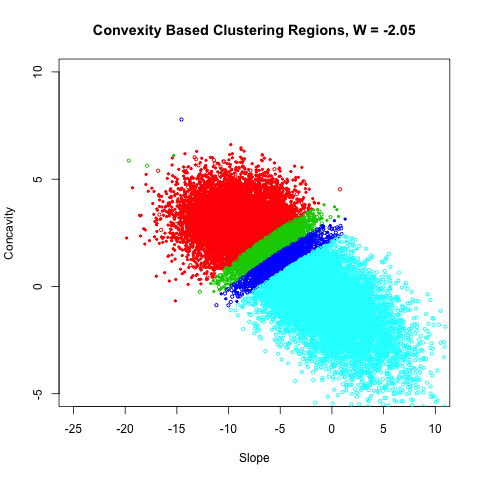 Convexity Based Clustering Regions, W = -2.05
Concavity
10
5
0
-5
-25 -20 -15 -10 -5 0 5 10
Slope